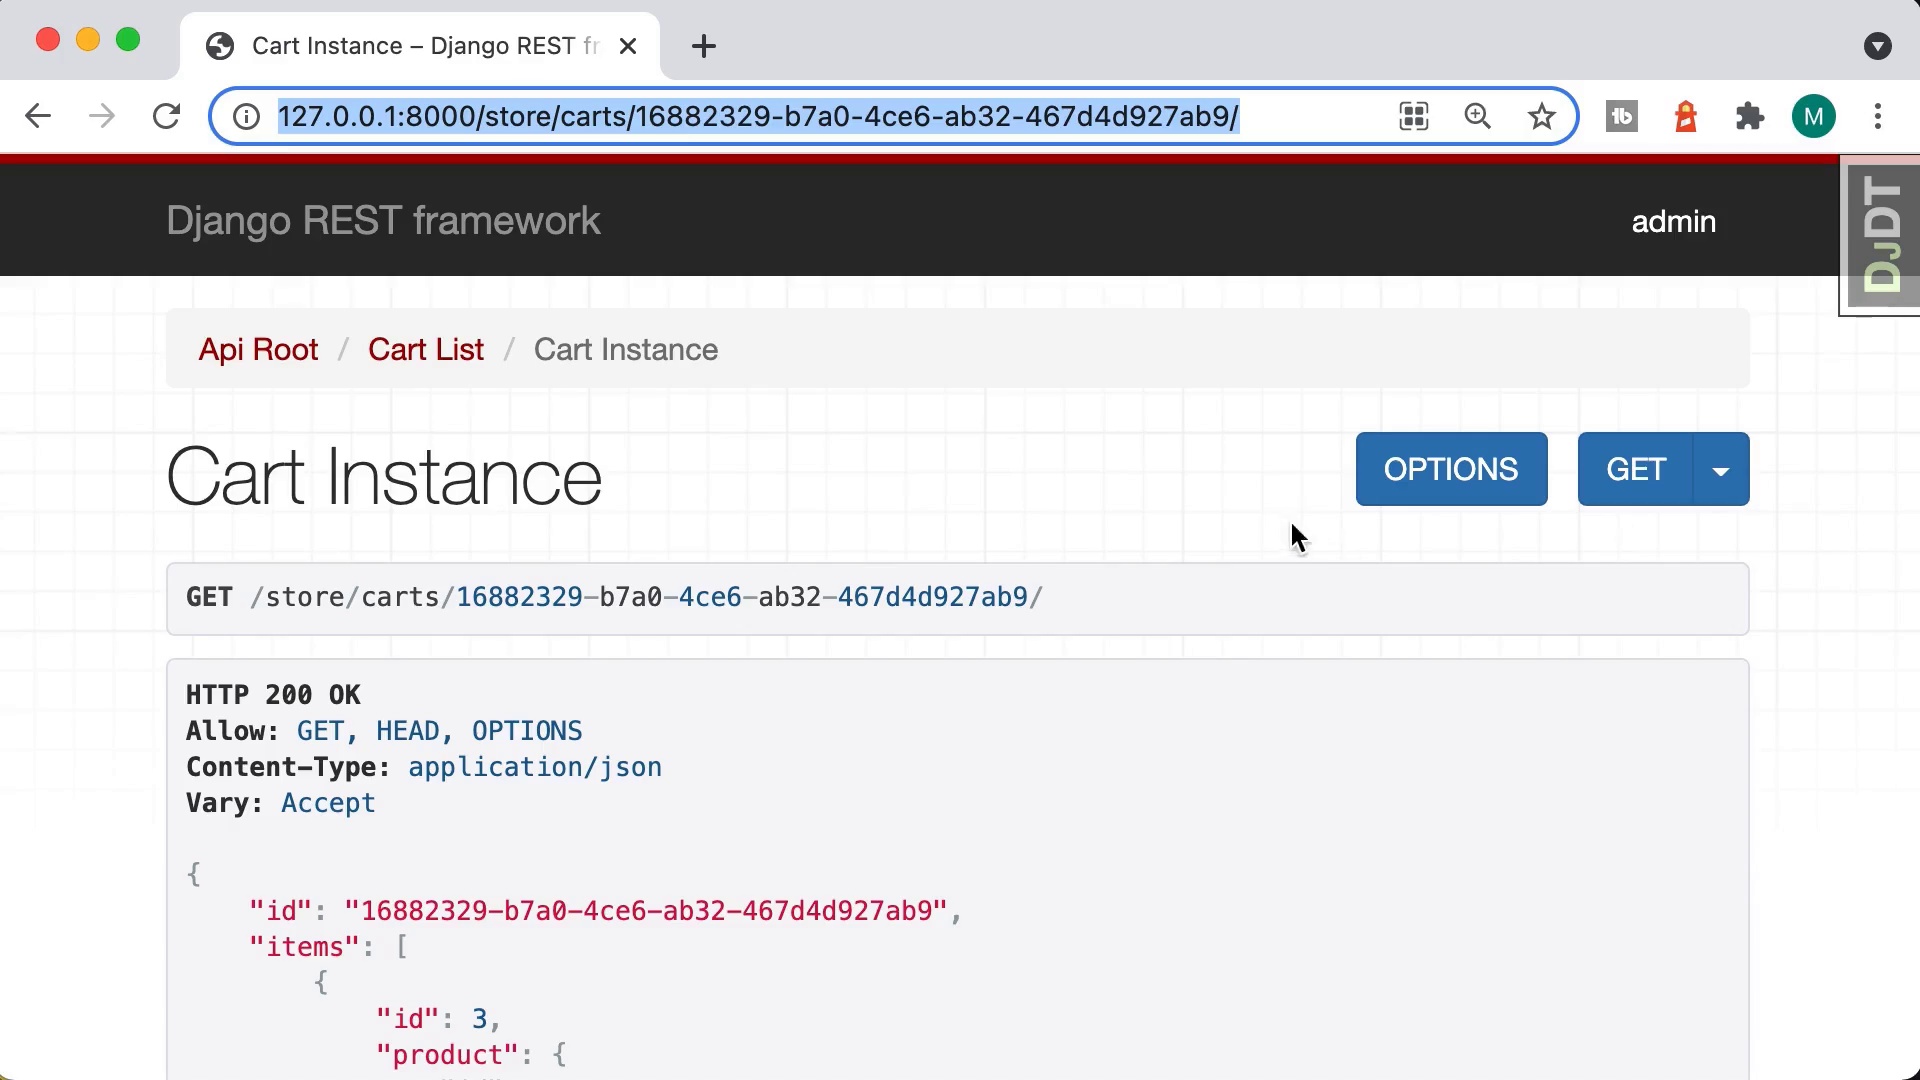 Cart Instance – Django REST fr
127.0.0.1:8000/store/carts/16882329-b7a0-4ce6-ab32-467d4d927ab9/
tb
M
Django REST framework
admin
DJDT
Api Root / Cart List / Cart Instance
Cart Instance
OPTIONS
GET
GET /store/carts/16882329-b7a0-4ce6-ab32-467d4d927ab9/
HTTP 200 OK
Allow: GET, HEAD, OPTIONS
Content-Type: application/json
Vary: Accept
{
"id": "16882329-b7a0-4ce6-ab32-467d4d927ab9",
"items": [
{
"id": 3,
"product": {